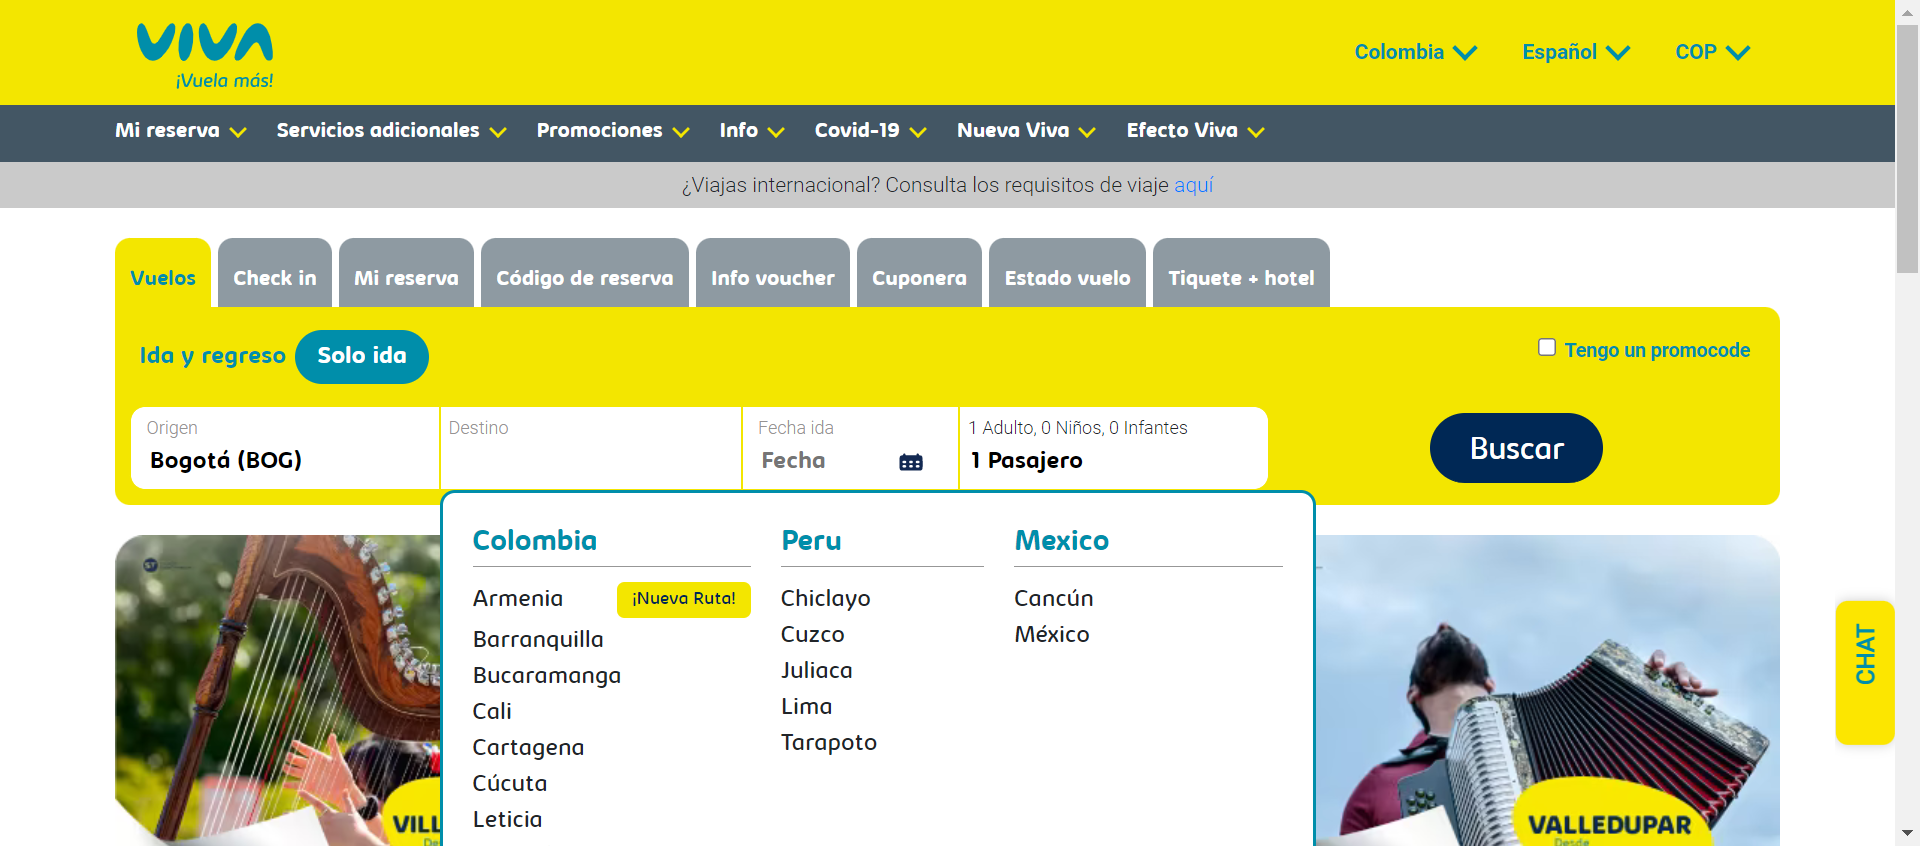 VIVA
¡Vuela más!
Colombia
Español
COP
Mi reserva
Servicios adicionales
Promociones
Info
Covid-19
Nueva Viva
Efecto Viva
¿Viajas internacional? Consulta los requisitos de viaje aquí
Vuelos
Check in
Mi reserva
Código de reserva
Info voucher
Cuponera
Estado vuelo
Tiquete + hotel
Ida y regreso
Solo ida
Tengo un promocode
Origen
Bogotá (BOG)
Destino
Fecha ida
Fecha
1 Adulto, 0 Niños, 0 Infantes
1 Pasajero
Buscar
Colombia
Armenia
¡Nueva Ruta!
Barranquilla
Bucaramanga
Cali
Cartagena
Cúcuta
Leticia
Peru
Chiclayo
Cuzco
Juliaca
Lima
Tarapoto
Mexico
Cancún
México
CHAT
VALLEDUPAR
Desde